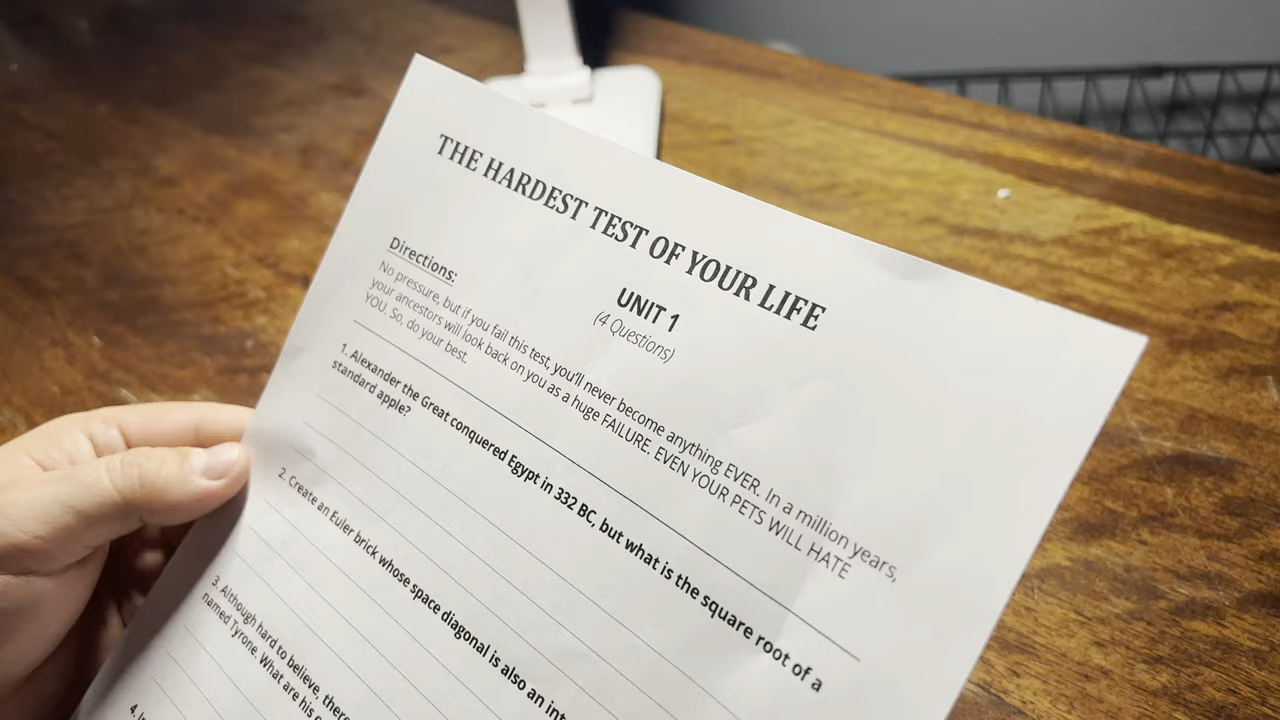 THE HARDEST TEST OF YOUR LIFE
UNIT 1
(4 Questions)
Directions:
No pressure, but if you fail this test, you'll never become anything EVER. In a million years,
your ancestors will look back on you as a huge FAILURE. EVEN YOUR PETS WILL HATE
YOU. So, do your best.
1. Alexander the Great conquered Egypt in 332 BC, but what is the square root of a
standard apple?
2. Create an Euler brick whose space diagonal is also an int
3. Although hard to believe, there
named Tyrone. What are his
4.